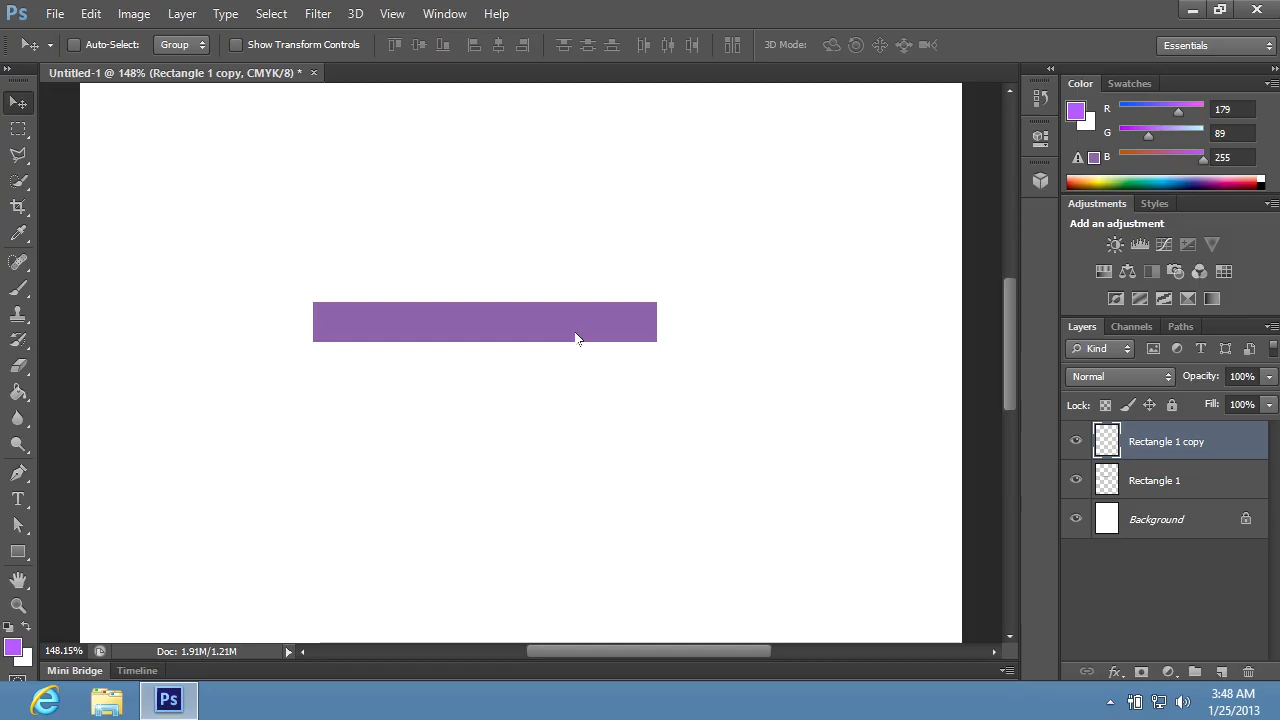 Ps File Edit Image Layer Type Select Filter 3D View Window Help
Auto-Select: Group Show Transform Controls 3D Mode: Essentials
Untitled-1 @ 148% (Rectangle 1 copy, CMYK/8) * ×
Color Swatches
R 179
G 89
B 255
Adjustments Styles
Add an adjustment
Layers Channels Paths
Kind T
Normal Opacity: 100%
Lock: Fill: 100%
Rectangle 1 copy
Rectangle 1
Background
T
148.15% Doc: 1.91M/1.21M
Mini Bridge Timeline
fx
Ps
3:48 AM
1/25/2013